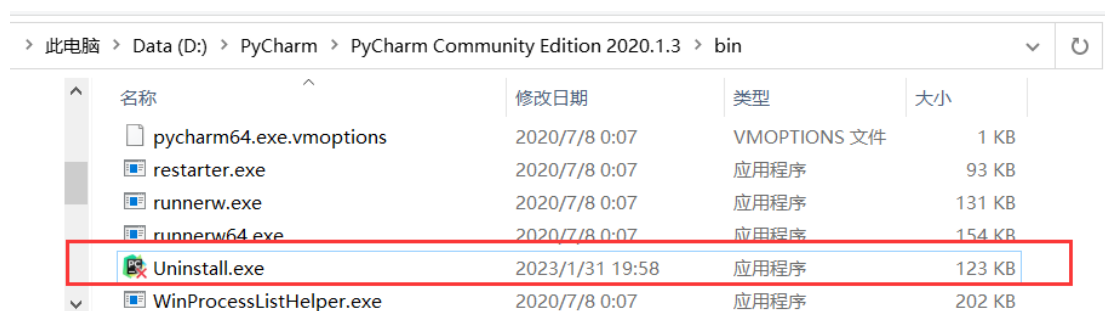 > 此电脑 > Data (D:) > PyCharm > PyCharm Community Edition 2020.1.3 > bin
名称 修改日期 类型 大小
pycharm64.exe.vmoptions 2020/7/8 0:07 VMOPTIONS 文件 1 KB
restarter.exe 2020/7/8 0:07 应用程序 93 KB
runnerw.exe 2020/7/8 0:07 应用程序 131 KB
runnerw64.exe 2020/7/8 0:07 应用程序 154 KB
Uninstall.exe 2023/1/31 19:58 应用程序 123 KB
WinProcessListHelper.exe 2020/7/8 0:07 应用程序 202 KB